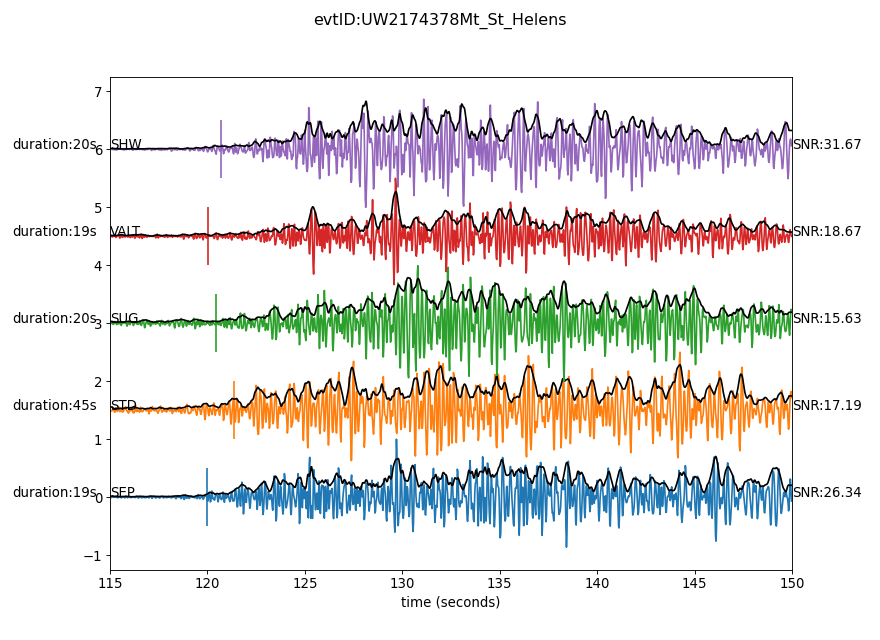 evtID:UW2174378Mt_St_Helens
7
duration:20s
6
SHW
SNR:31.67
5
duration:19s
VALT
SNR:18.67
4
duration:20s
3
SUG
SNR:15.63
2
duration:45s
STD
SNR:17.19
1
duration:19s
0
SEP
SNR:26.34
−1
115 120 125 130 135 140 145 150
time (seconds)